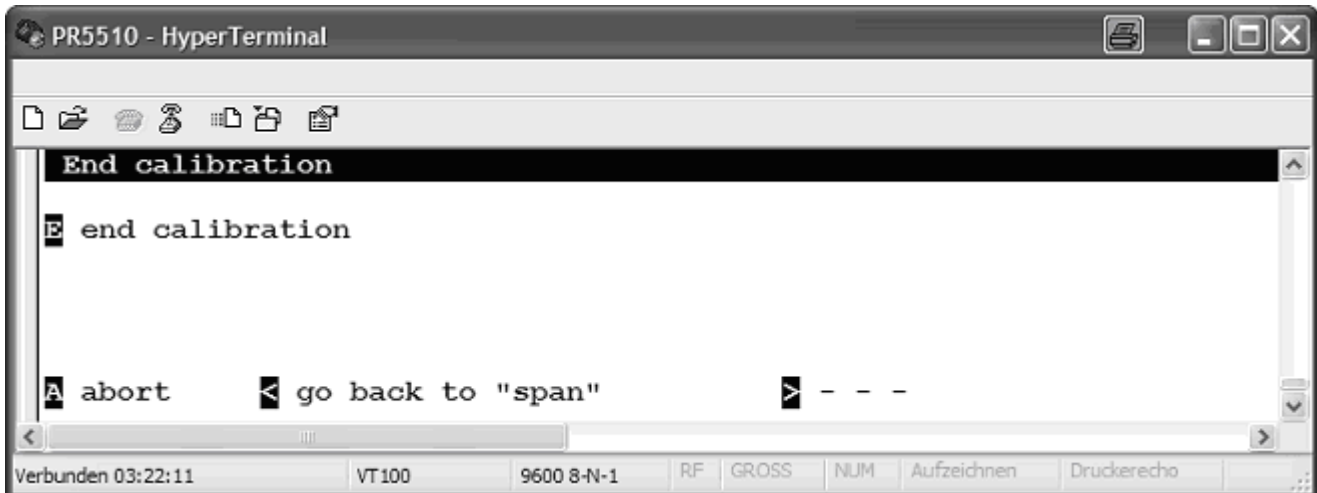 PR5510 - HyperTerminal
End calibration
E end calibration
A abort < go back to "span" > - - -
Verbunden 03:22:11 VT100 9600 8-N-1 RF GROSS NUM Aufzeichnen Druckerecho